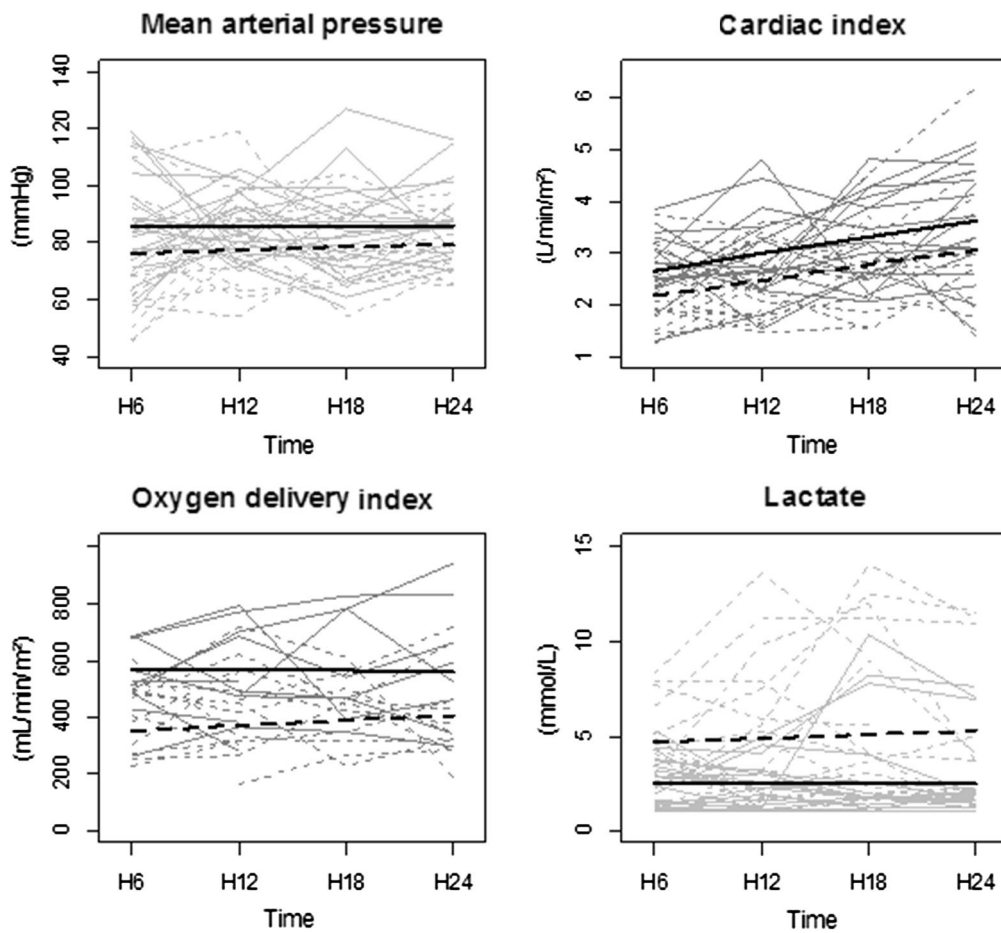 Mean arterial pressure
(mmHg)
140
120
100
80
60
40
H6 H12 H18 H24
Time
Cardiac index
(L/min/m²)
6
5
4
3
2
1
H6 H12 H18 H24
Time
Oxygen delivery index
(mL/min/m²)
800
600
400
200
0
H6 H12 H18 H24
Time
Lactate
(mmol/L)
15
10
5
0
H6 H12 H18 H24
Time